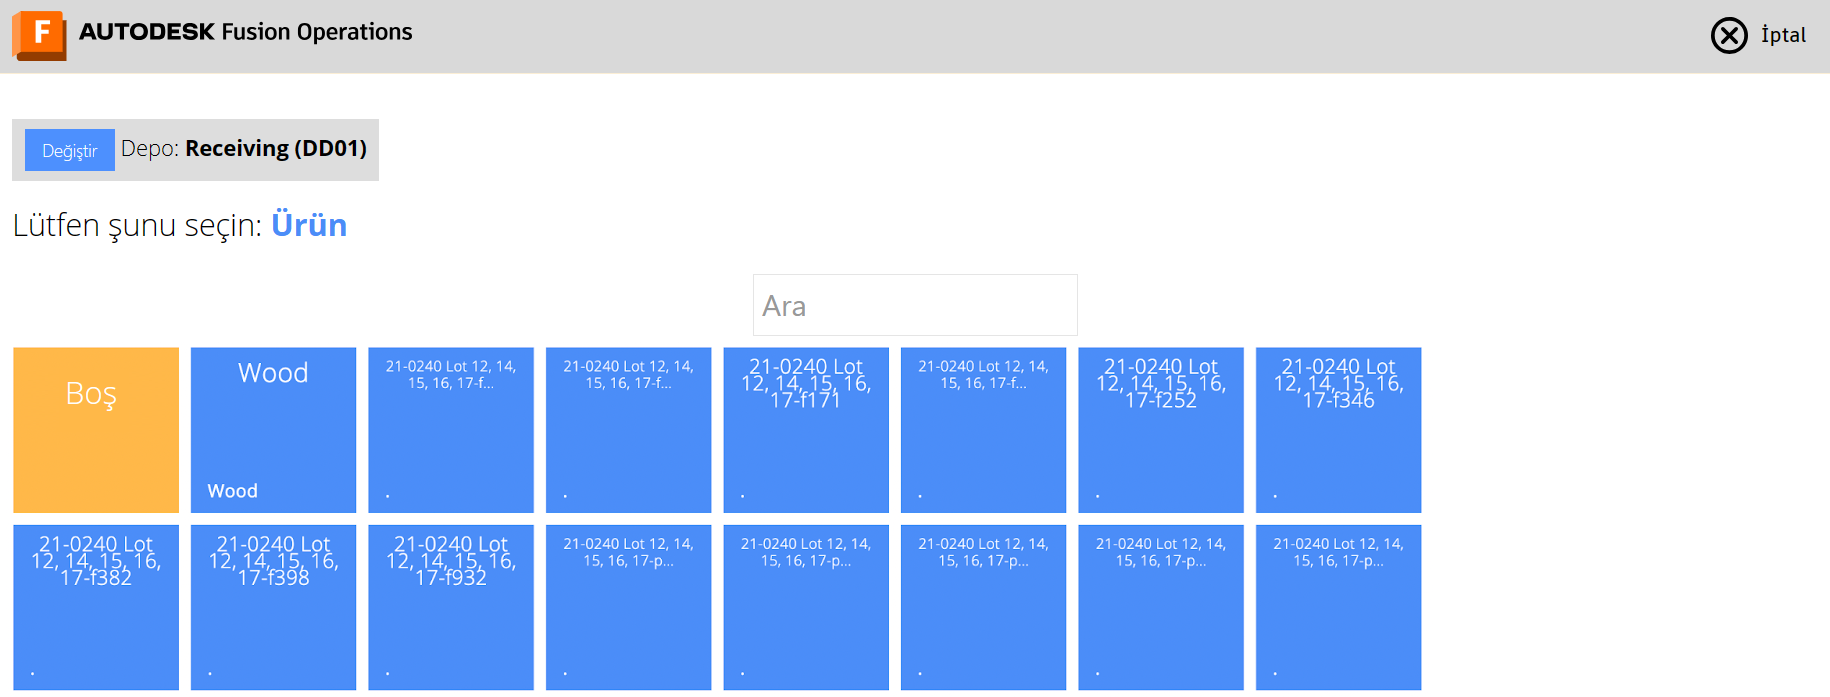 F AUTODESK Fusion Operations
İptal
Değiştir Depo: Receiving (DD01)
Lütfen şunu seçin: Ürün
Ara
Boş
Wood
Wood
21-0240 Lot 12, 14,
15, 16, 17-f...
.
21-0240 Lot 12, 14,
15, 16, 17-f...
.
21-0240 Lot
12, 14, 15, 16,
17-f171
.
21-0240 Lot 12, 14,
15, 16, 17-f...
.
21-0240 Lot
12, 14, 15, 16,
17-f252
.
21-0240 Lot
12, 14, 15, 16,
17-f346
.
21-0240 Lot
12, 14, 15, 16,
17-f382
.
21-0240 Lot
12, 14, 15, 16,
17-f398
.
21-0240 Lot
12, 14, 15, 16,
17-f932
.
21-0240 Lot 12, 14,
15, 16, 17-p...
.
21-0240 Lot 12, 14,
15, 16, 17-p...
.
21-0240 Lot 12, 14,
15, 16, 17-p...
.
21-0240 Lot 12, 14,
15, 16, 17-p...
.
21-0240 Lot 12, 14,
15, 16, 17-p...
.